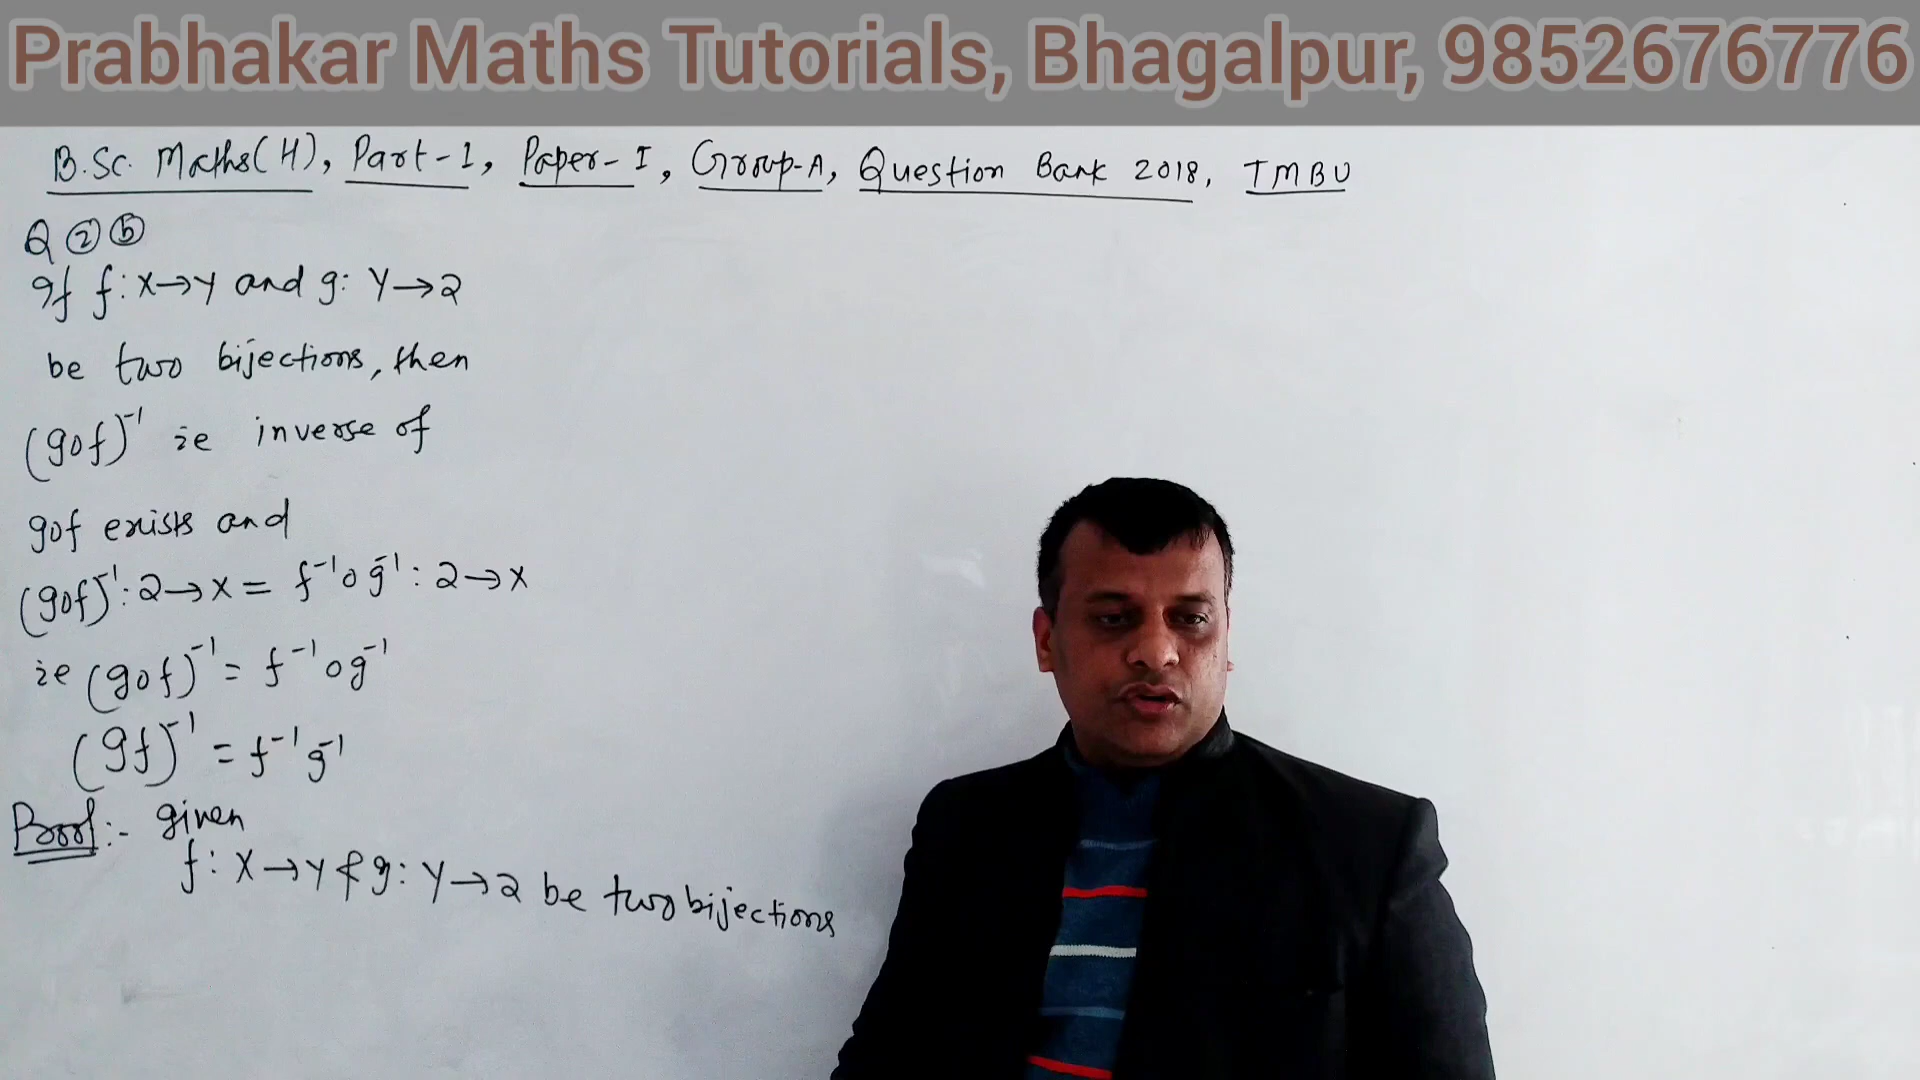 Prabhakar Maths Tutorials, Bhagalpur, 9852676776
B.Sc. Maths(H), Part-1, Paper-I, Group-A, Question Bank 2018, TMBU
Q ② ⓑ
If f: X→Y and g: Y→Z
be two bijections, then
(gof)⁻¹ ie inverse of
gof exists and
(gof)⁻¹: Z→X = f⁻¹og⁻¹: Z→X
ie (gof)⁻¹ = f⁻¹og⁻¹
(gf)⁻¹ = f⁻¹g⁻¹
Proof:- given
f: X→Y & g: Y→Z be two bijections